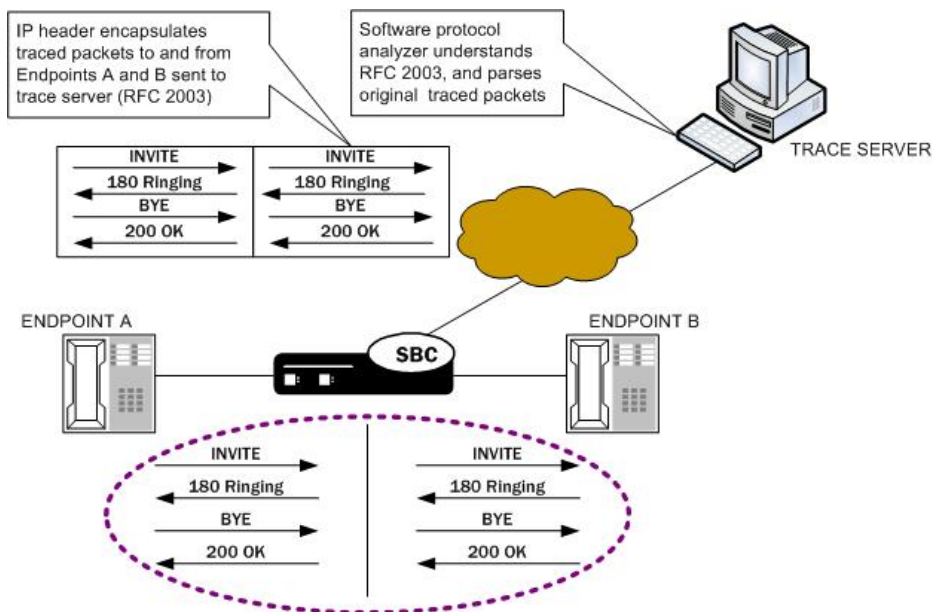 IP header encapsulates
traced packets to and from
Endpoints A and B sent to
trace server (RFC 2003)
Software protocol
analyzer understands
RFC 2003, and parses
original traced packets
TRACE SERVER
INVITE
180 Ringing
BYE
200 OK
INVITE
180 Ringing
BYE
200 OK
ENDPOINT A
SBC
ENDPOINT B
INVITE
180 Ringing
BYE
200 OK
INVITE
180 Ringing
BYE
200 OK